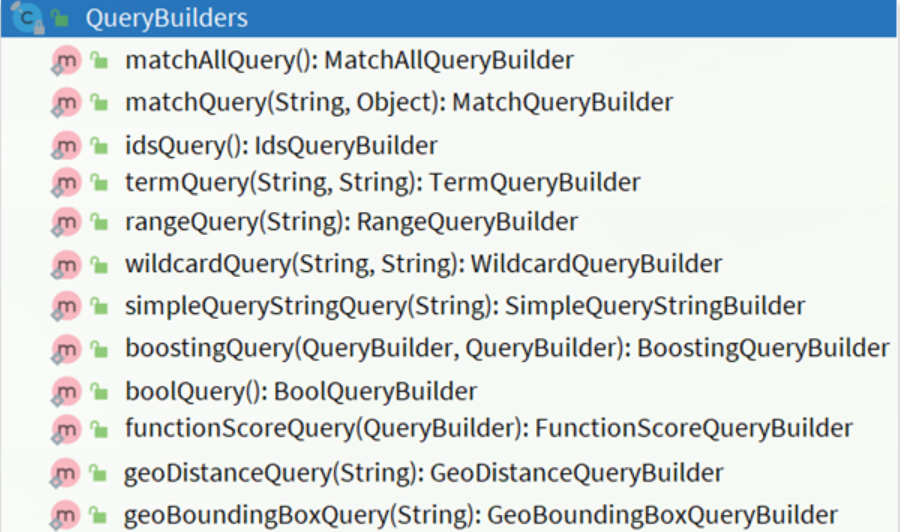 QueryBuilders
matchAllQuery(): MatchAllQueryBuilder
matchQuery(String, Object): MatchQueryBuilder
idsQuery(): IdsQueryBuilder
termQuery(String, String): TermQueryBuilder
rangeQuery(String): RangeQueryBuilder
wildcardQuery(String, String): WildcardQueryBuilder
simpleQueryStringQuery(String): SimpleQueryStringBuilder
boostingQuery(QueryBuilder, QueryBuilder): BoostingQueryBuilder
boolQuery(): BoolQueryBuilder
functionScoreQuery(QueryBuilder): FunctionScoreQueryBuilder
geoDistanceQuery(String): GeoDistanceQueryBuilder
geoBoundingBoxQuery(String): GeoBoundingBoxQueryBuilder